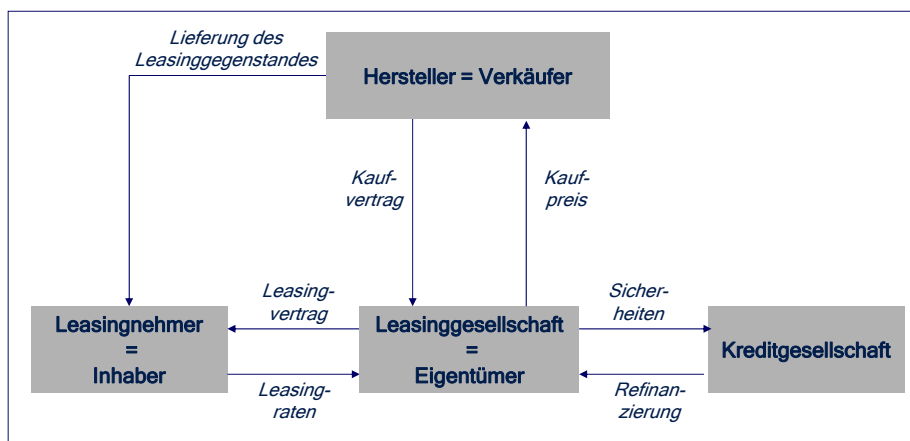 Lieferung des
Leasinggegenstandes
Hersteller = Verkäufer
Kauf-
vertrag
Kauf-
preis
Leasingnehmer
=
Inhaber
Leasing-
vertrag
Leasing-
raten
Leasinggesellschaft
=
Eigentümer
Sicher-
heiten
Refinan-
zierung
Kreditgesellschaft